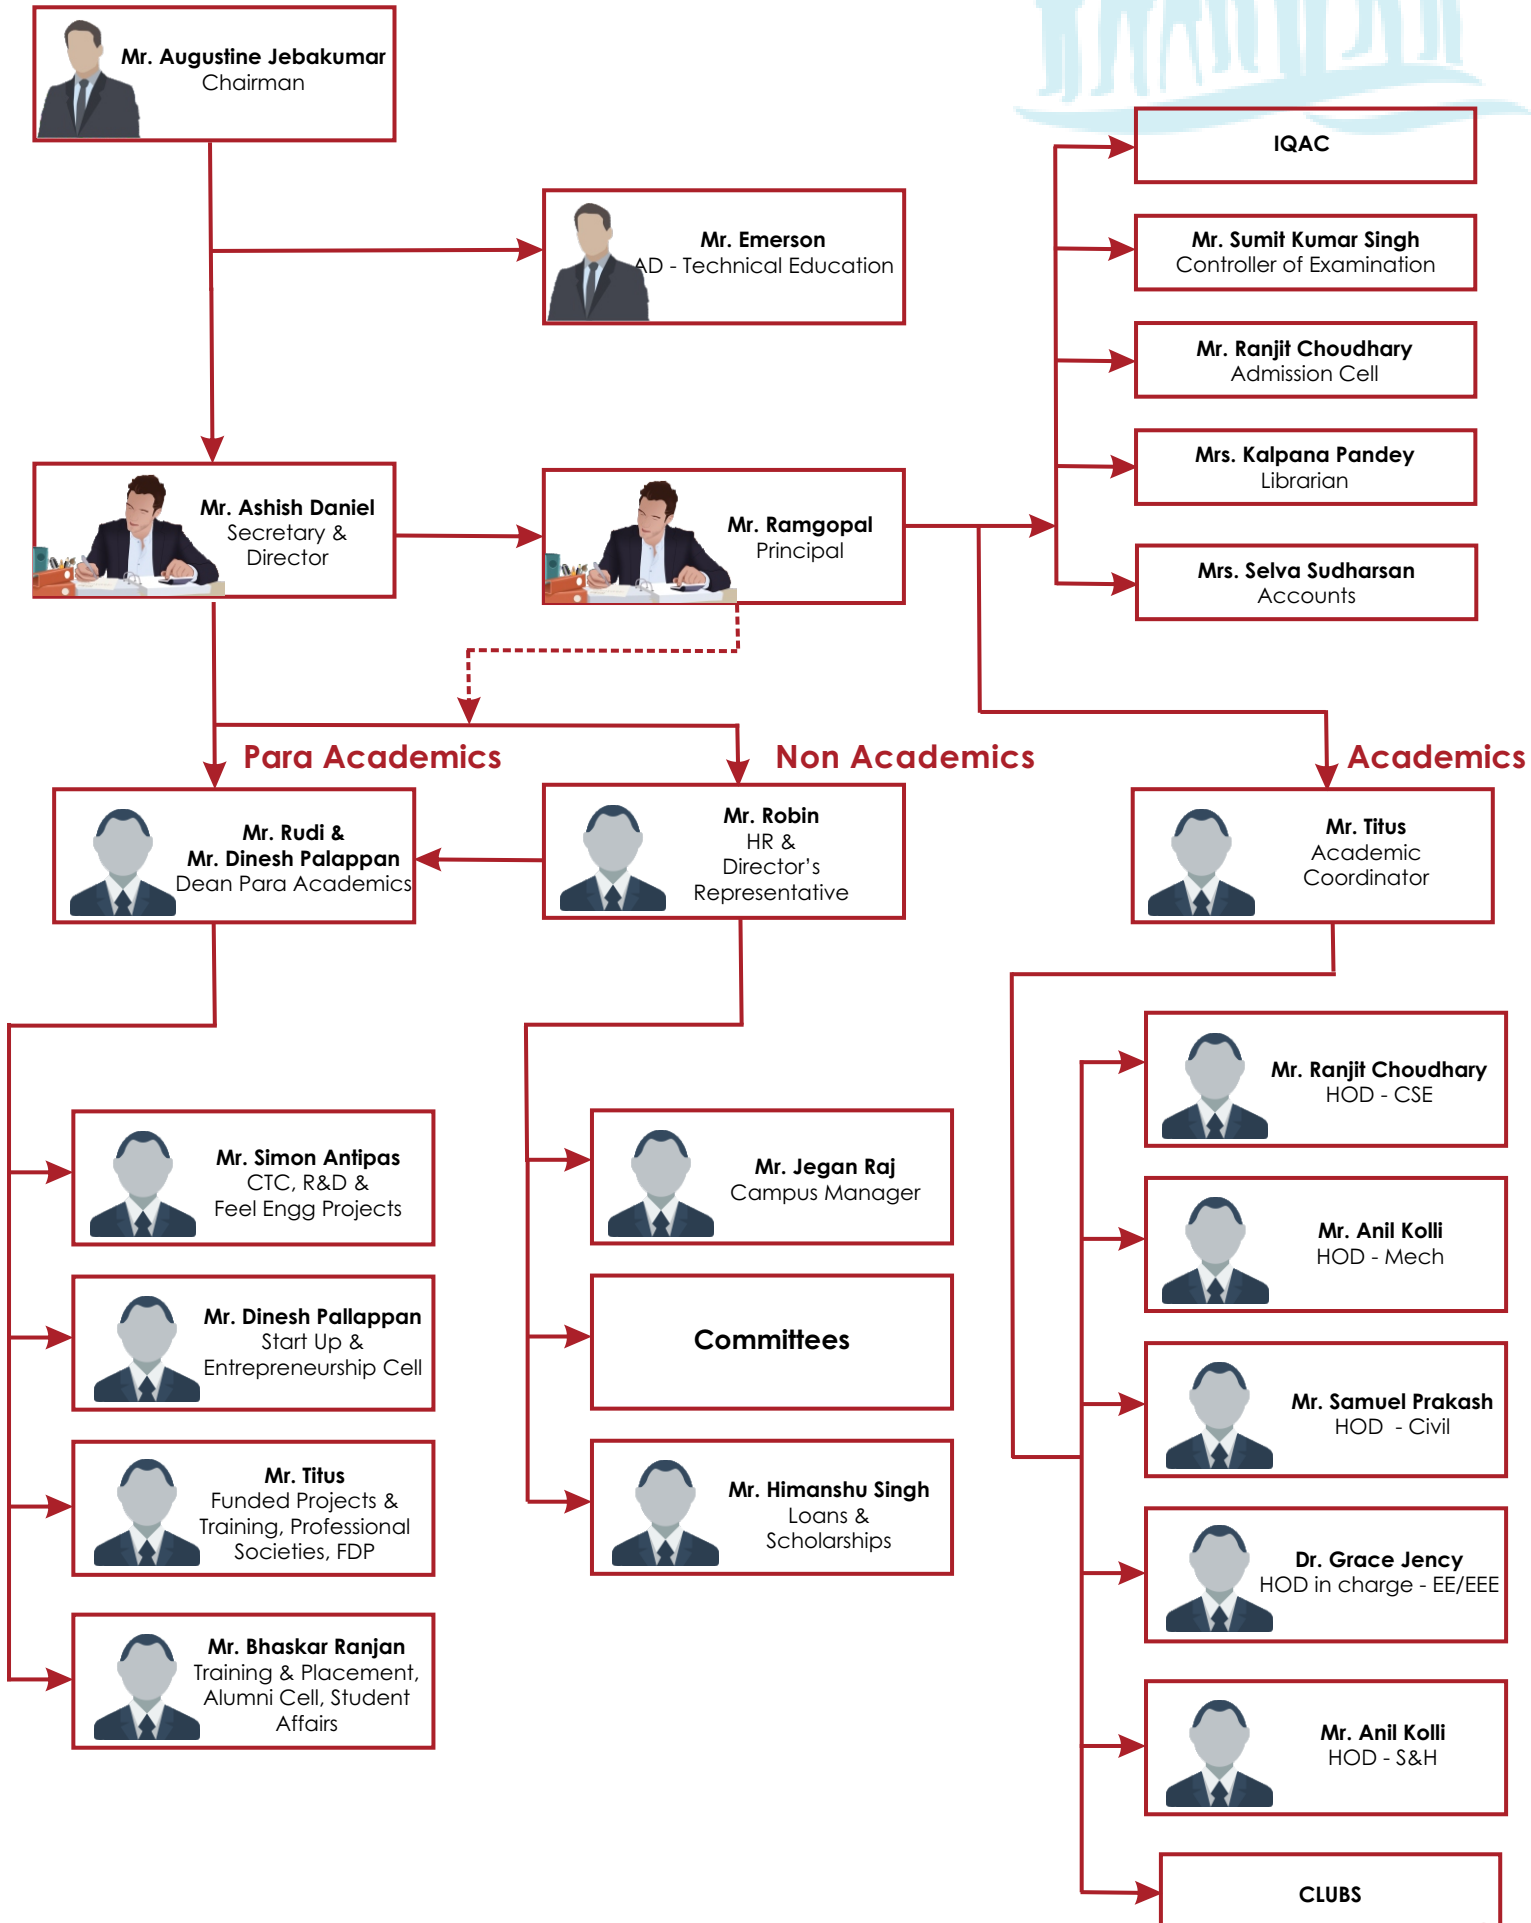 Mr. Augustine Jebakumar
Chairman
Mr. Emerson
AD - Technical Education
IQAC
Mr. Sumit Kumar Singh
Controller of Examination
Mr. Ranjit Choudhary
Admission Cell
Mrs. Kalpana Pandey
Librarian
Mrs. Selva Sudharsan
Accounts
Mr. Ashish Daniel
Secretary &
Director
Mr. Ramgopal
Principal
Para Academics
Non Academics
Academics
Mr. Rudi &
Mr. Dinesh Palappan
Dean Para Academics
Mr. Robin
HR &
Director’s
Representative
Mr. Titus
Academic
Coordinator
Mr. Simon Antipas
CTC, R&D &
Feel Engg Projects
Mr. Dinesh Pallappan
Start Up &
Entrepreneurship Cell
Mr. Titus
Funded Projects &
Training, Professional
Societies, FDP
Mr. Bhaskar Ranjan
Training & Placement,
Alumni Cell, Student
Affairs
Mr. Jegan Raj
Campus Manager
Committees
Mr. Himanshu Singh
Loans &
Scholarships
Mr. Ranjit Choudhary
HOD - CSE
Mr. Anil Kolli
HOD - Mech
Mr. Samuel Prakash
HOD  - Civil
Dr. Grace Jency
HOD in charge - EE/EEE
Mr. Anil Kolli
HOD - S&H
CLUBS